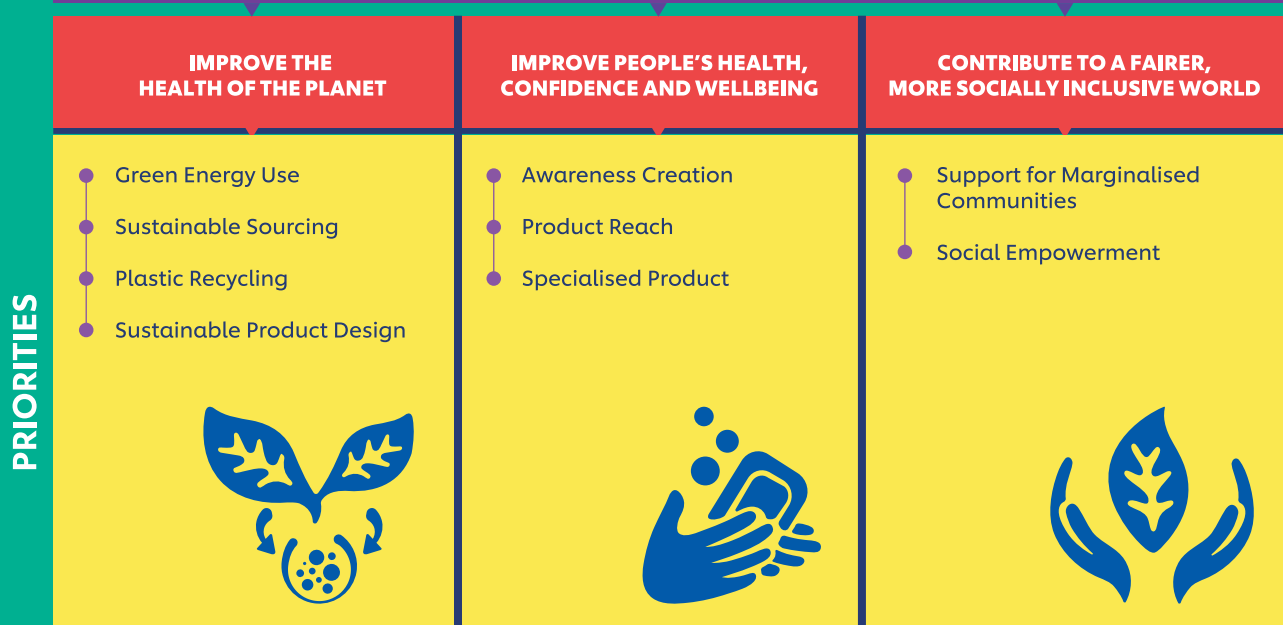 PRIORITIES
IMPROVE THE
HEALTH OF THE PLANET
Green Energy Use
Sustainable Sourcing
Plastic Recycling
Sustainable Product Design
IMPROVE PEOPLE’S HEALTH,
CONFIDENCE AND WELLBEING
Awareness Creation
Product Reach
Specialised Product
CONTRIBUTE TO A FAIRER,
MORE SOCIALLY INCLUSIVE WORLD
Support for Marginalised
Communities
Social Empowerment